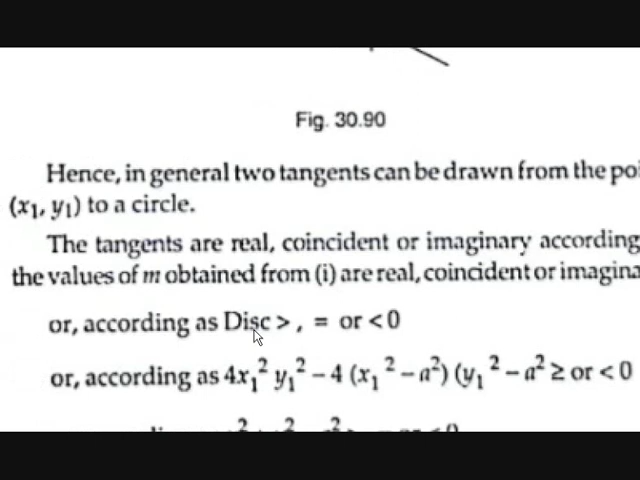 Fig. 30.90
Hence, in general two tangents can be drawn from the poi
(x₁, y₁) to a circle.
The tangents are real, coincident or imaginary according
the values of m obtained from (i) are real, coincident or imagina
or, according as Disc > , = or < 0
or, according as 4x₁² y₁² – 4 (x₁² – a²) (y₁² – a² ≥ or < 0